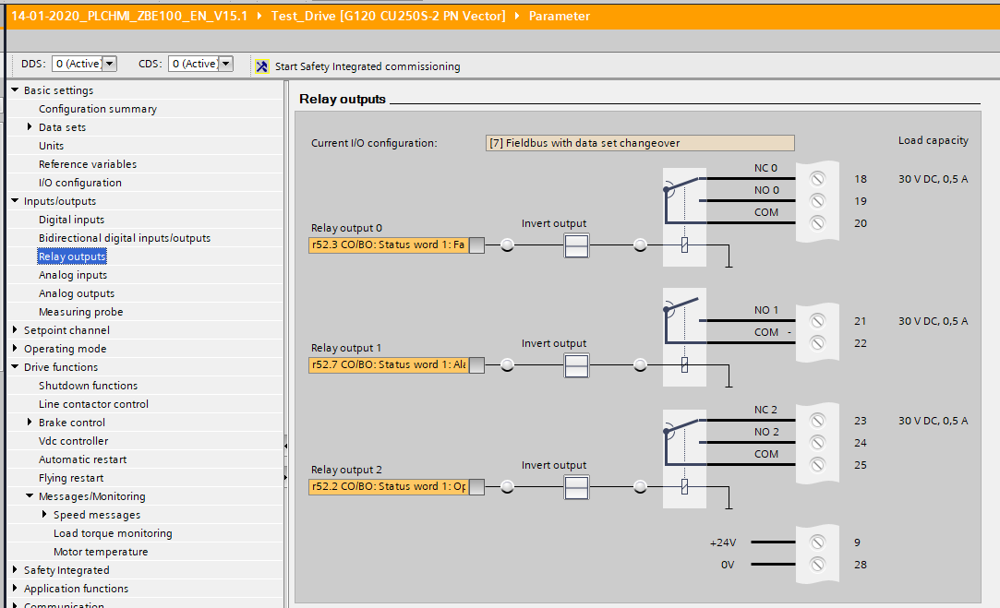 14-01-2020_PLCHMI_ZBE100_EN_V15.1 Test_Drive [G120 CU250S-2 PN Vector] Parameter
DDS: 0 (Active) CDS: 0 (Active) Start Safety Integrated commissioning
Basic settings
Configuration summary
Data sets
Units
Reference variables
I/O configuration
Inputs/outputs
Digital inputs
Bidirectional digital inputs/outputs
Relay outputs
Analog inputs
Analog outputs
Measuring probe
Setpoint channel
Operating mode
Drive functions
Shutdown functions
Line contactor control
Brake control
Vdc controller
Automatic restart
Flying restart
Messages/Monitoring
Speed messages
Load torque monitoring
Motor temperature
Safety Integrated
Application functions
Communication
Relay outputs
Current I/O configuration: [7] Fieldbus with data set changeover
Load capacity
NC 0 18 30 V DC, 0,5 A
NO 0 19
COM 20
Relay output 0 Invert output
r52.3 CO/BO: Status word 1: Fa
NO 1 21 30 V DC, 0,5 A
COM - 22
Relay output 1 Invert output
r52.7 CO/BO: Status word 1: Ala
NC 2 23 30 V DC, 0,5 A
NO 2 24
COM 25
Relay output 2 Invert output
r52.2 CO/BO: Status word 1: Op
+24V 9
0V 28